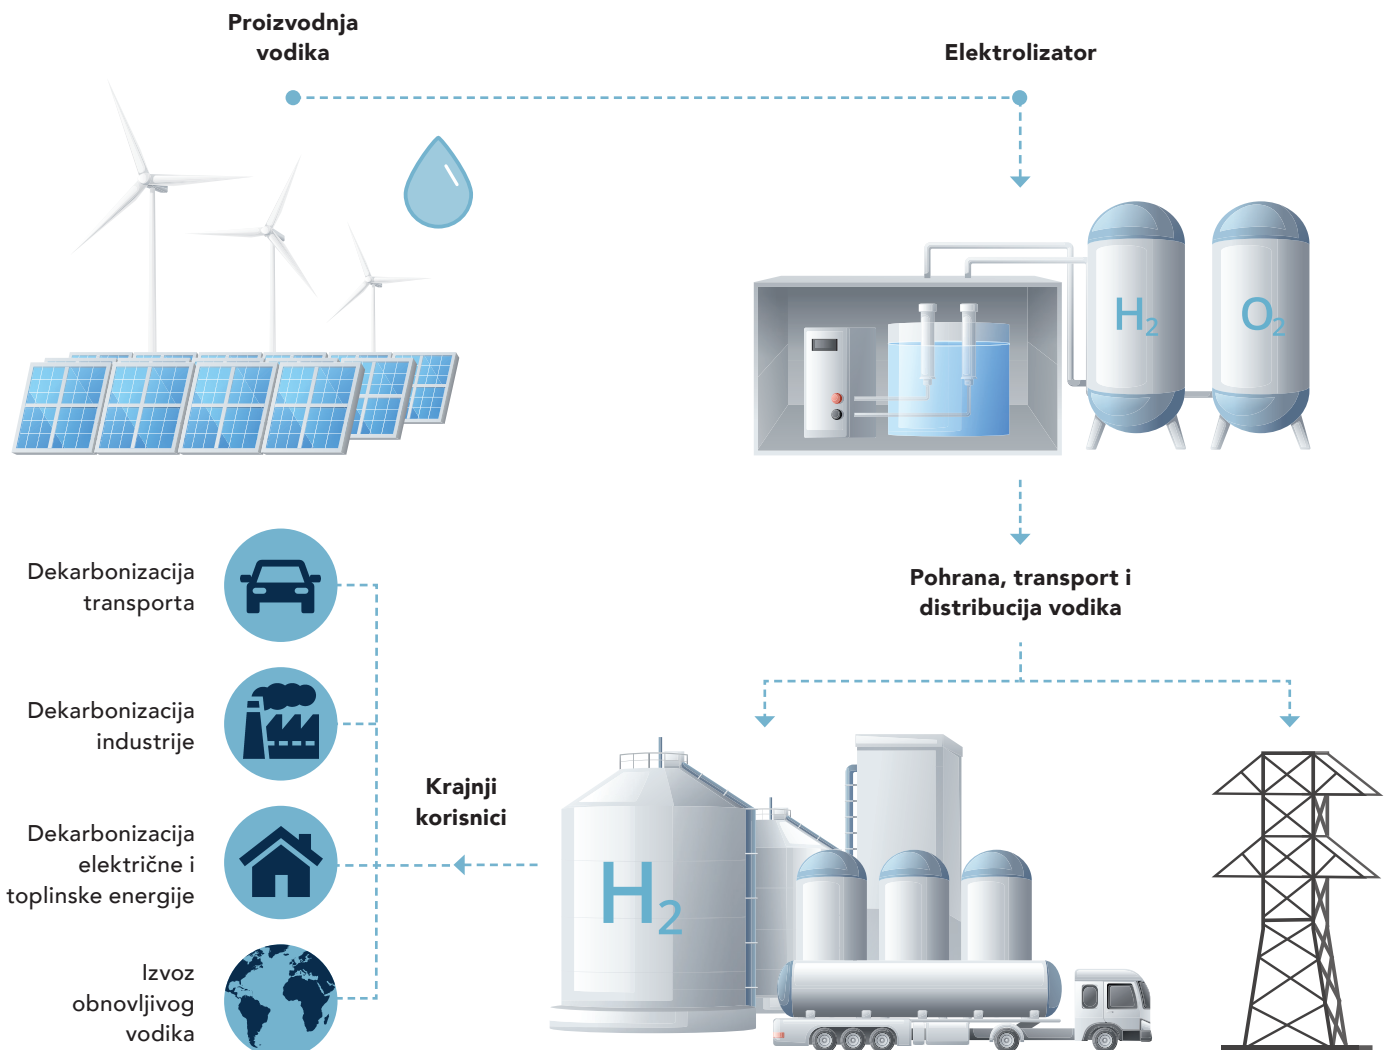 Proizvodnja
vodika
Elektrolizator
H2
O2
Pohrana, transport i
distribucija vodika
Dekarbonizacija
transporta
Dekarbonizacija
industrije
Dekarbonizacija
električne i
toplinske energije
Izvoz
obnovljivog
vodika
Krajnji
korisnici
H2